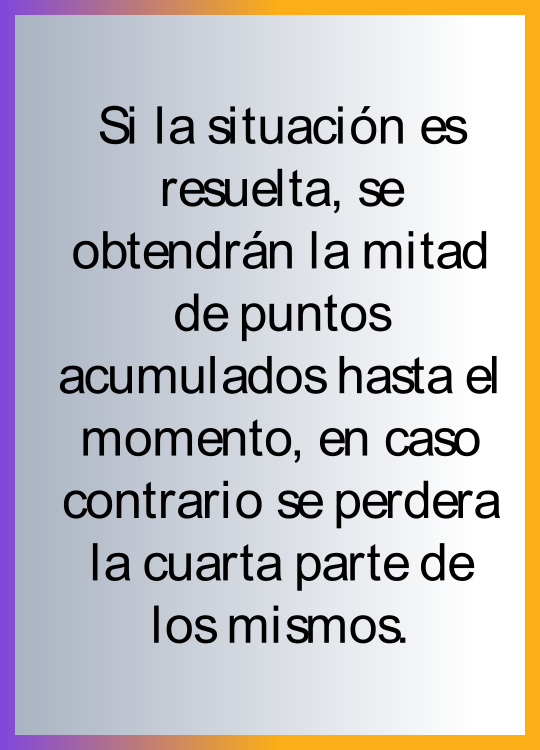 Si la situación es
resuelta, se
obtendrán la mitad
de puntos
acumulados hasta el
momento, en caso
contrario se perdera
la cuarta parte de
los mismos.